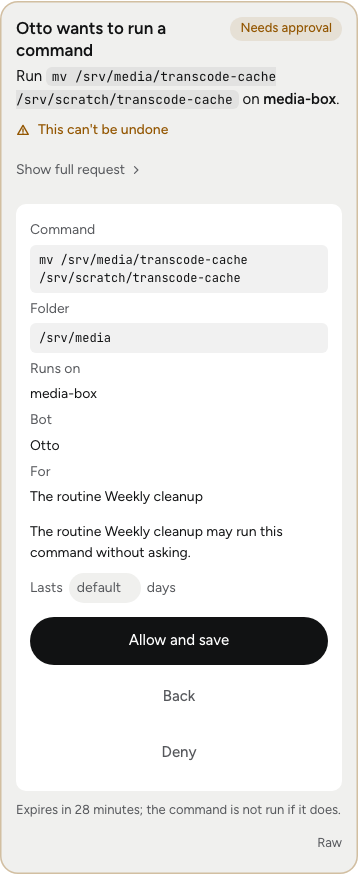 Otto wants to run a
command
Needs approval
Run mv /srv/media/transcode-cache
/srv/scratch/transcode-cache on media-box.
This can't be undone
Show full request
Command
mv /srv/media/transcode-cache
/srv/scratch/transcode-cache
Folder
/srv/media
Runs on
media-box
Bot
Otto
For
The routine Weekly cleanup
The routine Weekly cleanup may run this
command without asking.
Lasts default days
Allow and save
Back
Deny
Expires in 28 minutes; the command is not run if it does.
Raw